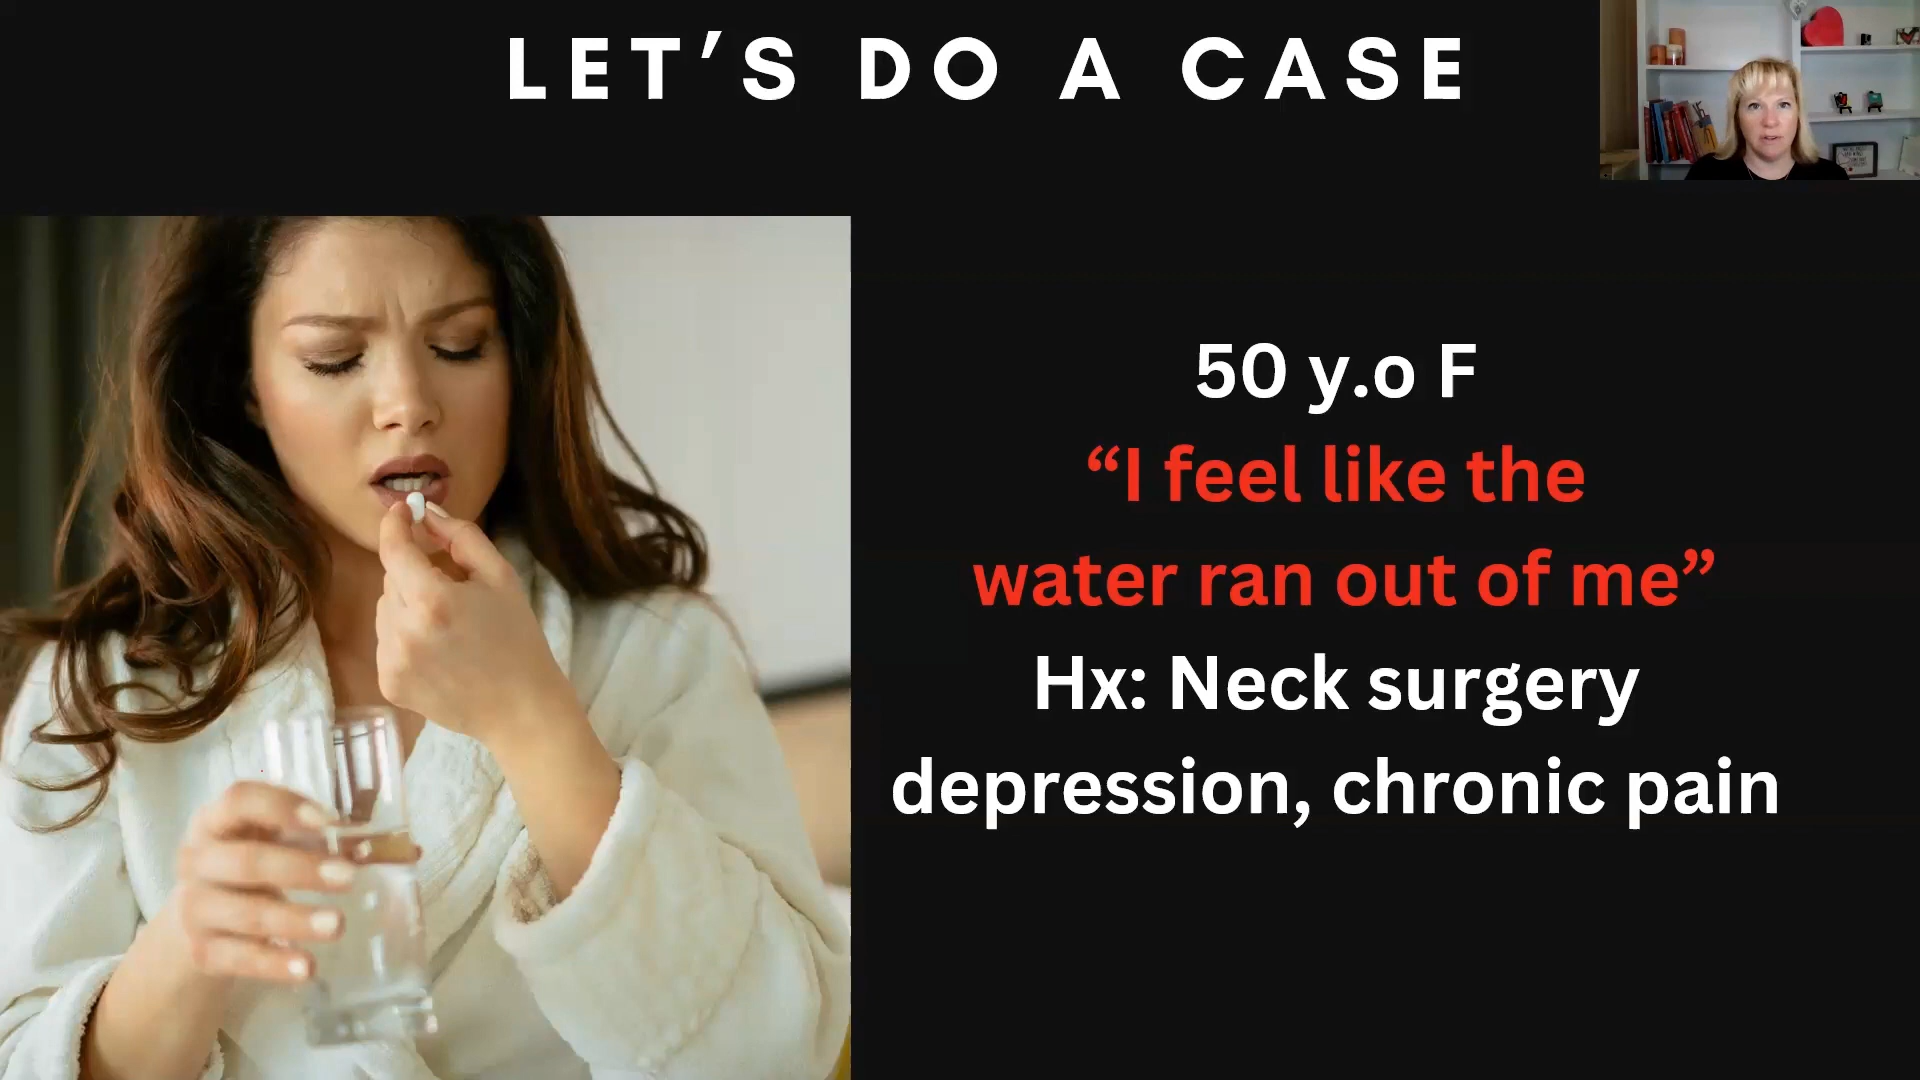 LET’S DO A CASE
50 y.o F
“I feel like the
water ran out of me”
Hx: Neck surgery
depression, chronic pain